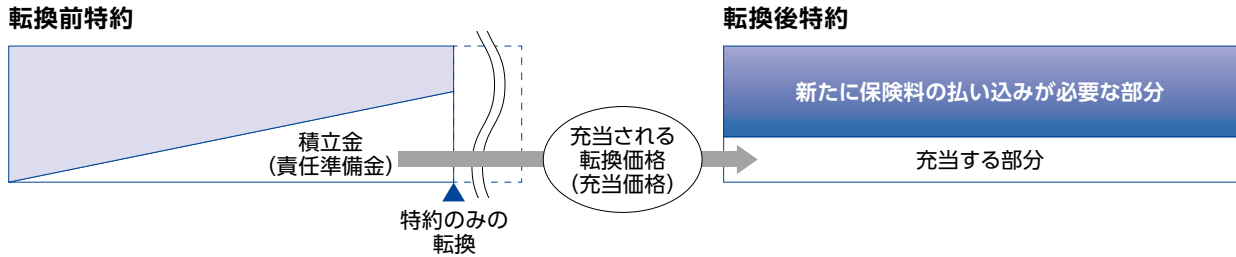 転換前特約
積立金
(責任準備金)
特約のみの
転換
充当される
転換価格
(充当価格)
転換後特約
新たに保険料の払い込みが必要な部分
充当する部分